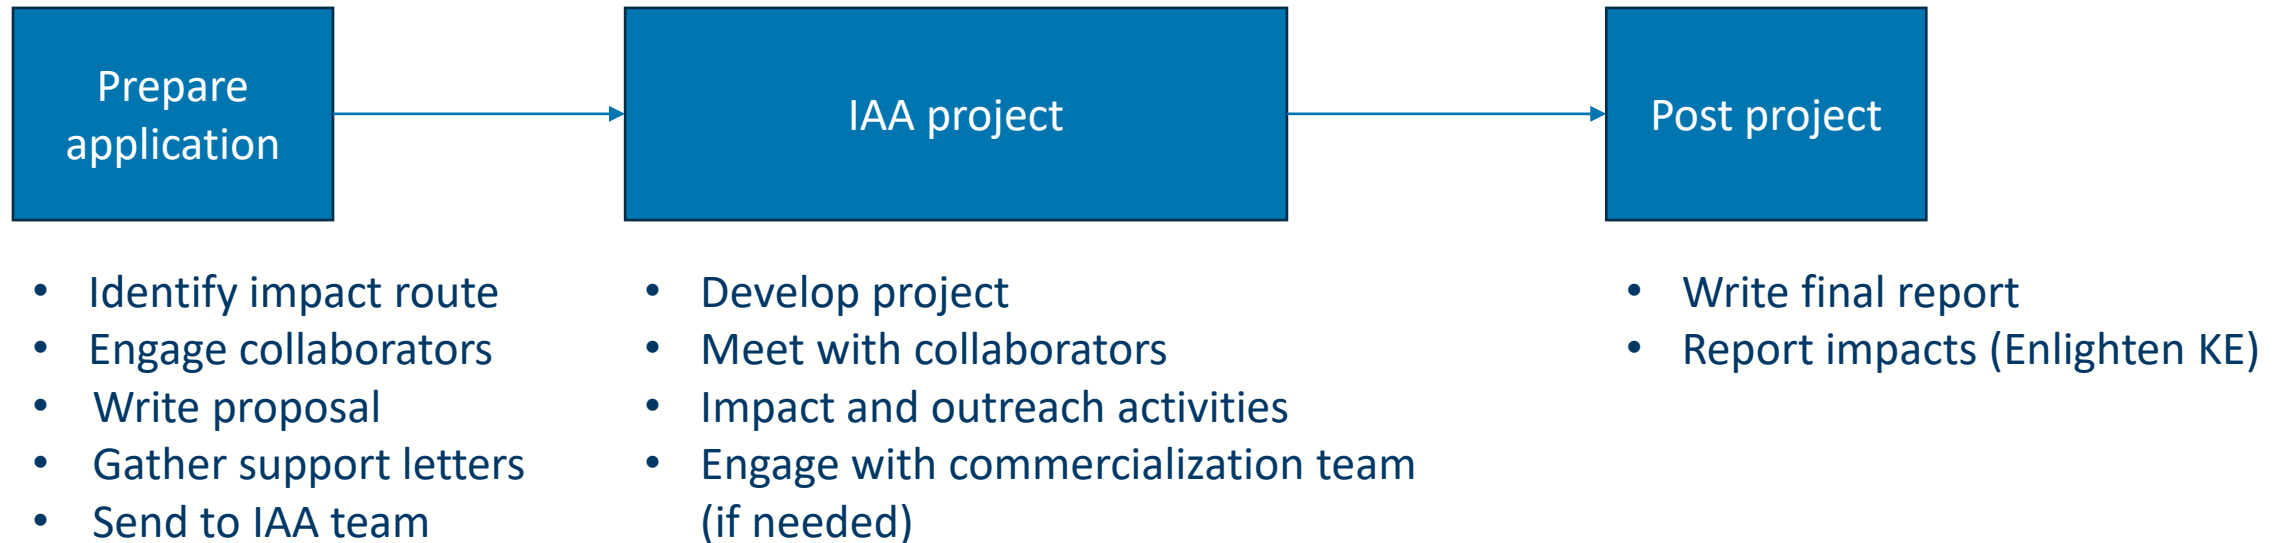 Prepare
application
IAA project
Post project
• Identify impact route
• Engage collaborators
• Write proposal
• Gather support letters
• Send to IAA team
• Develop project
• Meet with collaborators
• Impact and outreach activities
• Engage with commercialization team
(if needed)
• Write final report
• Report impacts (Enlighten KE)